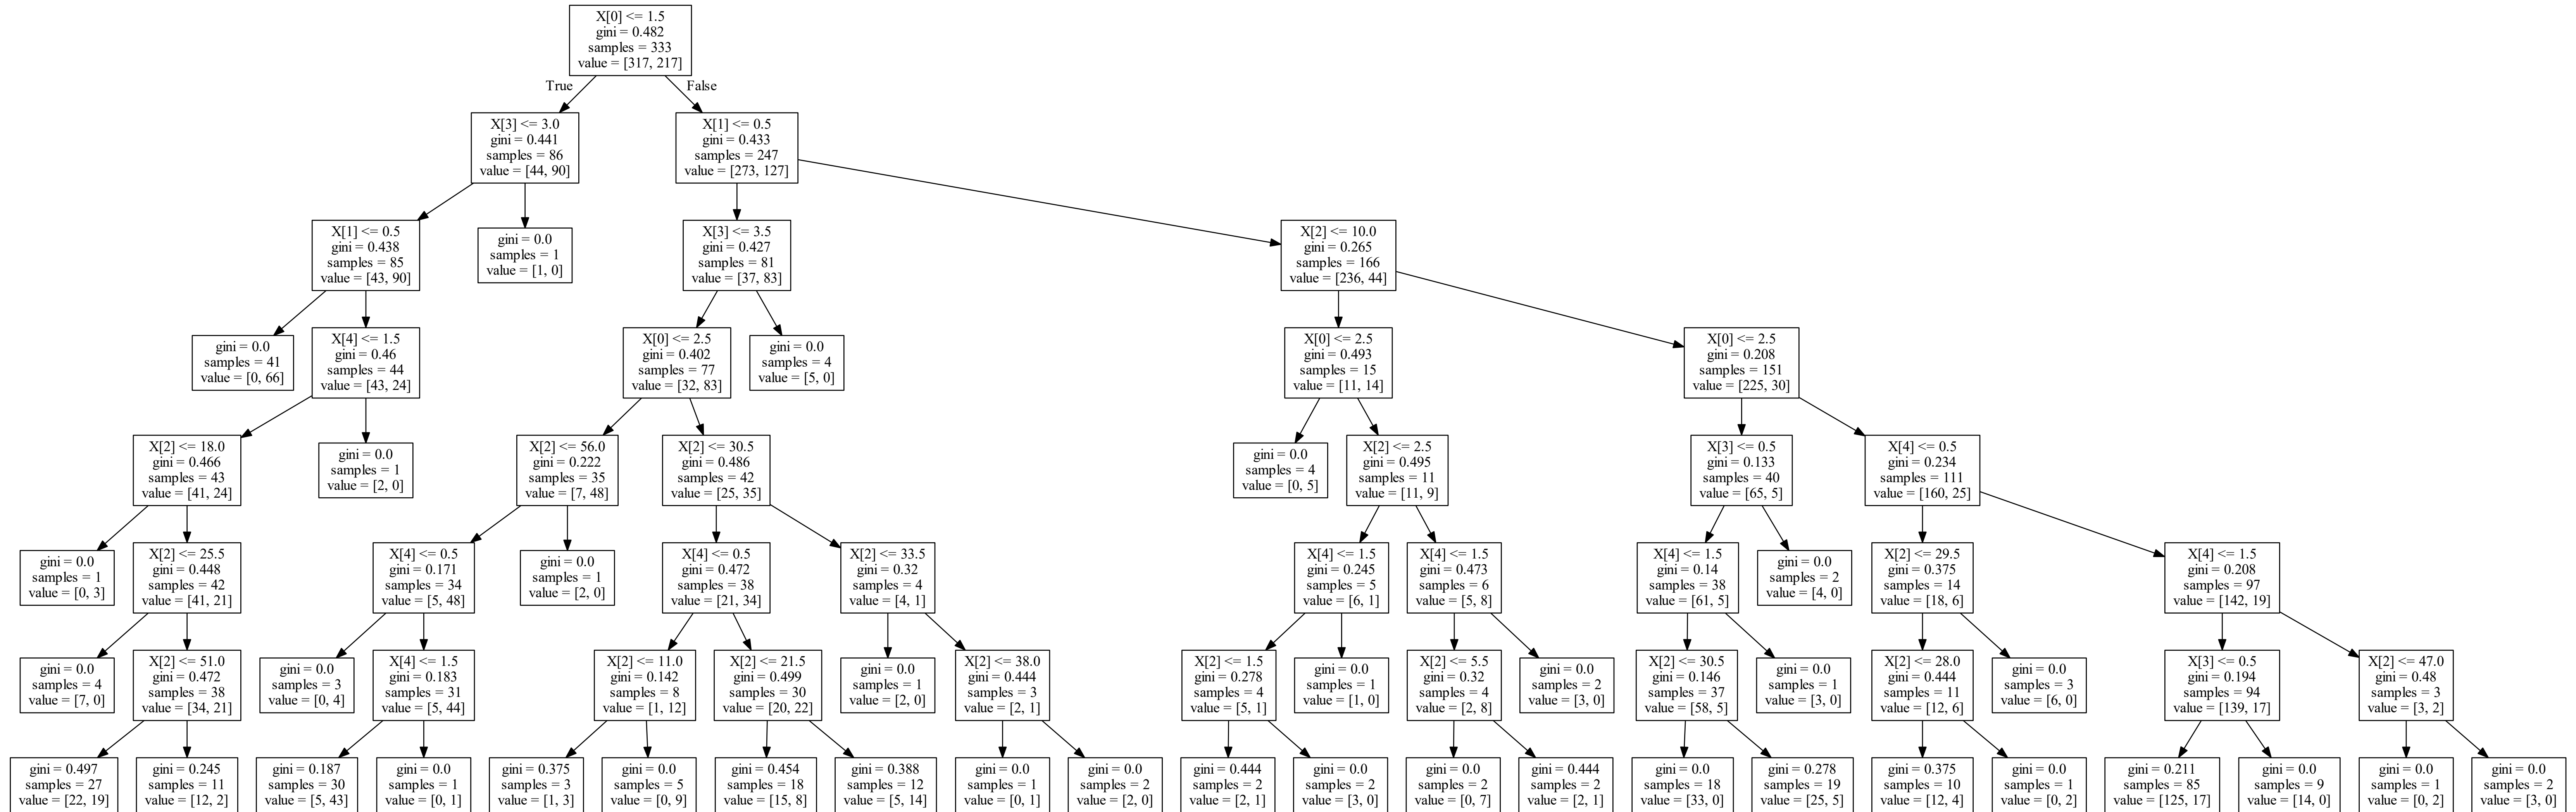 X[0] <= 1.5
gini = 0.482
samples = 333
value = [317, 217]
True
False
X[3] <= 3.0
gini = 0.441
samples = 86
value = [44, 90]
X[1] <= 0.5
gini = 0.433
samples = 247
value = [273, 127]
X[1] <= 0.5
gini = 0.438
samples = 85
value = [43, 90]
gini = 0.0
samples = 1
value = [1, 0]
X[3] <= 3.5
gini = 0.427
samples = 81
value = [37, 83]
X[2] <= 10.0
gini = 0.265
samples = 166
value = [236, 44]
gini = 0.0
samples = 41
value = [0, 66]
X[4] <= 1.5
gini = 0.46
samples = 44
value = [43, 24]
X[0] <= 2.5
gini = 0.402
samples = 77
value = [32, 83]
gini = 0.0
samples = 4
value = [5, 0]
X[0] <= 2.5
gini = 0.493
samples = 15
value = [11, 14]
X[0] <= 2.5
gini = 0.208
samples = 151
value = [225, 30]
X[2] <= 18.0
gini = 0.466
samples = 43
value = [41, 24]
gini = 0.0
samples = 1
value = [2, 0]
X[2] <= 56.0
gini = 0.222
samples = 35
value = [7, 48]
X[2] <= 30.5
gini = 0.486
samples = 42
value = [25, 35]
gini = 0.0
samples = 4
value = [0, 5]
X[2] <= 2.5
gini = 0.495
samples = 11
value = [11, 9]
X[3] <= 0.5
gini = 0.133
samples = 40
value = [65, 5]
X[4] <= 0.5
gini = 0.234
samples = 111
value = [160, 25]
gini = 0.0
samples = 1
value = [0, 3]
X[2] <= 25.5
gini = 0.448
samples = 42
value = [41, 21]
X[4] <= 0.5
gini = 0.171
samples = 34
value = [5, 48]
gini = 0.0
samples = 1
value = [2, 0]
X[4] <= 0.5
gini = 0.472
samples = 38
value = [21, 34]
X[2] <= 33.5
gini = 0.32
samples = 4
value = [4, 1]
X[4] <= 1.5
gini = 0.245
samples = 5
value = [6, 1]
X[4] <= 1.5
gini = 0.473
samples = 6
value = [5, 8]
X[4] <= 1.5
gini = 0.14
samples = 38
value = [61, 5]
gini = 0.0
samples = 2
value = [4, 0]
X[2] <= 29.5
gini = 0.375
samples = 14
value = [18, 6]
X[4] <= 1.5
gini = 0.208
samples = 97
value = [142, 19]
gini = 0.0
samples = 4
value = [7, 0]
X[2] <= 51.0
gini = 0.472
samples = 38
value = [34, 21]
gini = 0.0
samples = 3
value = [0, 4]
X[4] <= 1.5
gini = 0.183
samples = 31
value = [5, 44]
X[2] <= 11.0
gini = 0.142
samples = 8
value = [1, 12]
X[2] <= 21.5
gini = 0.499
samples = 30
value = [20, 22]
gini = 0.0
samples = 1
value = [2, 0]
X[2] <= 38.0
gini = 0.444
samples = 3
value = [2, 1]
X[2] <= 1.5
gini = 0.278
samples = 4
value = [5, 1]
gini = 0.0
samples = 1
value = [1, 0]
X[2] <= 5.5
gini = 0.32
samples = 4
value = [2, 8]
gini = 0.0
samples = 2
value = [3, 0]
X[2] <= 30.5
gini = 0.146
samples = 37
value = [58, 5]
gini = 0.0
samples = 1
value = [3, 0]
X[2] <= 28.0
gini = 0.444
samples = 11
value = [12, 6]
gini = 0.0
samples = 3
value = [6, 0]
X[3] <= 0.5
gini = 0.194
samples = 94
value = [139, 17]
X[2] <= 47.0
gini = 0.48
samples = 3
value = [3, 2]
gini = 0.497
samples = 27
value = [22, 19]
gini = 0.245
samples = 11
value = [12, 2]
gini = 0.187
samples = 30
value = [5, 43]
gini = 0.0
samples = 1
value = [0, 1]
gini = 0.375
samples = 3
value = [1, 3]
gini = 0.0
samples = 5
value = [0, 9]
gini = 0.454
samples = 18
value = [15, 8]
gini = 0.388
samples = 12
value = [5, 14]
gini = 0.0
samples = 1
value = [0, 1]
gini = 0.0
samples = 2
value = [2, 0]
gini = 0.444
samples = 2
value = [2, 1]
gini = 0.0
samples = 2
value = [3, 0]
gini = 0.0
samples = 2
value = [0, 7]
gini = 0.444
samples = 2
value = [2, 1]
gini = 0.0
samples = 18
value = [33, 0]
gini = 0.278
samples = 19
value = [25, 5]
gini = 0.375
samples = 10
value = [12, 4]
gini = 0.0
samples = 1
value = [0, 2]
gini = 0.211
samples = 85
value = [125, 17]
gini = 0.0
samples = 9
value = [14, 0]
gini = 0.0
samples = 1
value = [0, 2]
gini = 0.0
samples = 2
value = [3, 0]